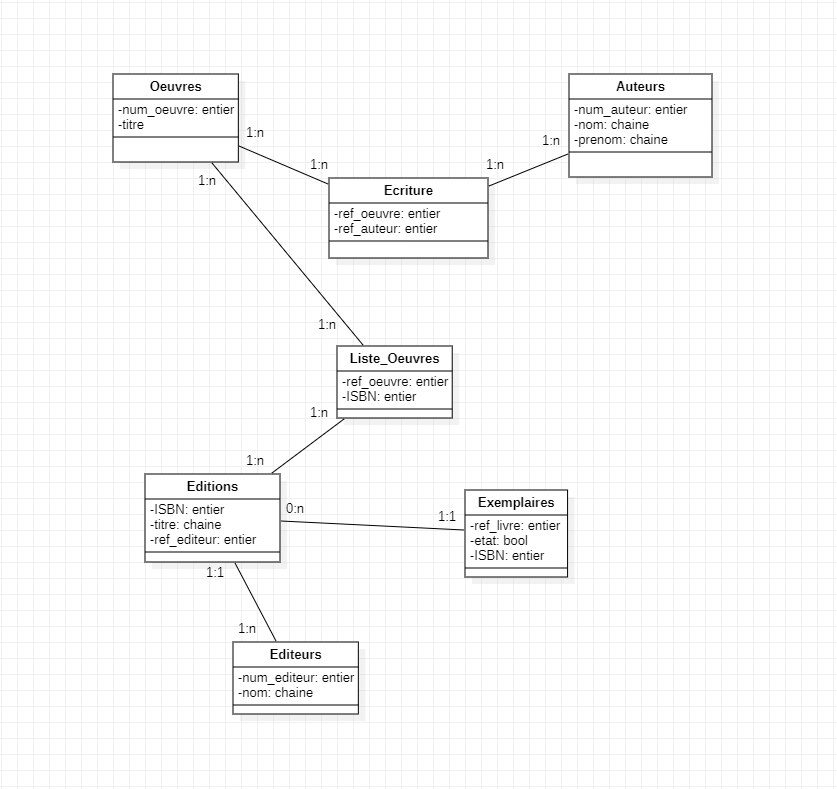 Oeuvres
-num_oeuvre: entier
-titre
1:n
1:n
Auteurs
-num_auteur: entier
-nom: chaine
-prenom: chaine
1:n
1:n
Ecriture
-ref_oeuvre: entier
-ref_auteur: entier
1:n
1:n
Liste_Oeuvres
-ref_oeuvre: entier
-ISBN: entier
1:n
1:n
Editions
-ISBN: entier
-titre: chaine
-ref_editeur: entier
0:n
1:1
Exemplaires
-ref_livre: entier
-etat: bool
-ISBN: entier
1:1
1:n
Editeurs
-num_editeur: entier
-nom: chaine